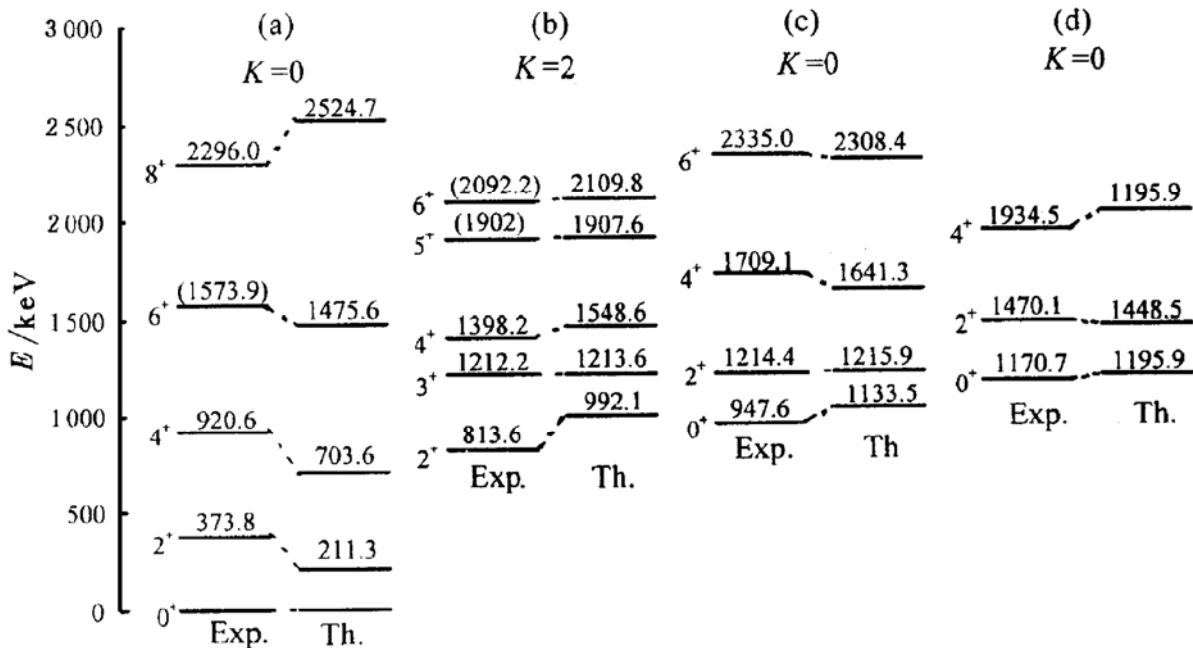 3 000 (a) (b) (c) (d)
K=0 K=2 K=0 K=0
2 500 2296.0 2524.7 2335.0 2308.4
8⁺ 6⁺
(2092.2) 2109.8
6⁺
2 000 (1902) 1907.6 1934.5 1195.9
5⁺ 4⁺
1709.1 1641.3
4⁺
(1573.9) 1475.6
6⁺
1 500 1398.2 1548.6 1470.1 1448.5
4⁺ 2⁺
1212.2 1213.6 1214.4 1215.9 1170.7 1195.9
3⁺ 2⁺ 0⁺
E/keV
1 000 920.6 703.6 813.6 992.1 947.6 1133.5 Exp. Th.
4⁺ 2⁺ 0⁺
Exp. Th. Exp. Th
500 373.8 211.3
2⁺
0 0⁺
Exp. Th.